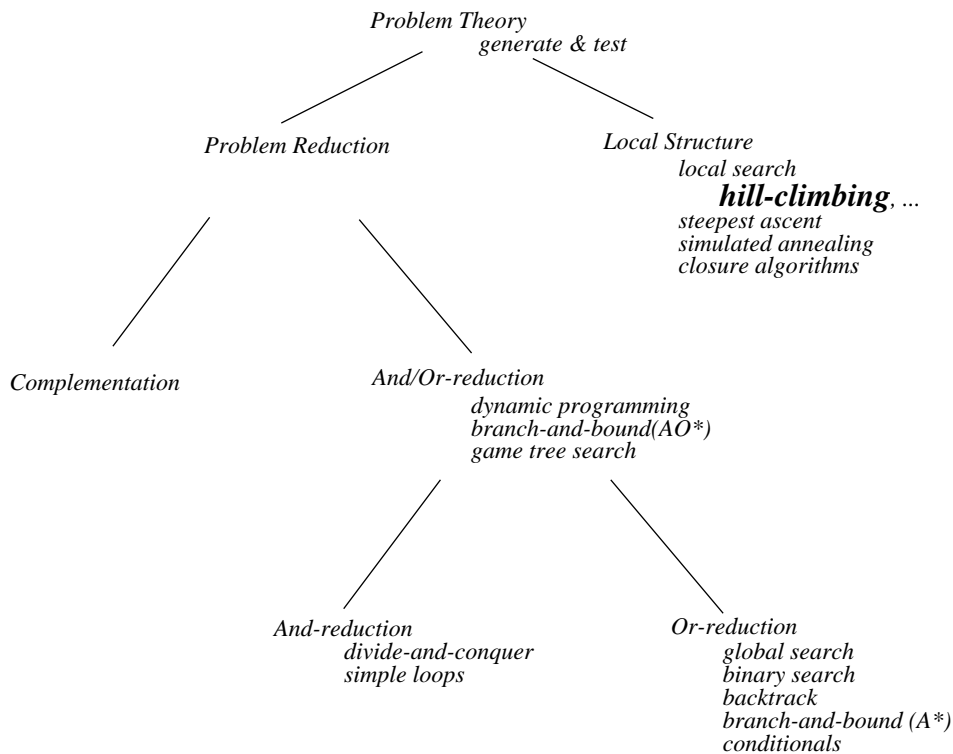 Problem Theory
generate & test
Problem Reduction
Local Structure
local search
hill-climbing, ...
steepest ascent
simulated annealing
closure algorithms
Complementation
And/Or-reduction
dynamic programming
branch-and-bound(AO*)
game tree search
And-reduction
divide-and-conquer
simple loops
Or-reduction
global search
binary search
backtrack
branch-and-bound (A*)
conditionals